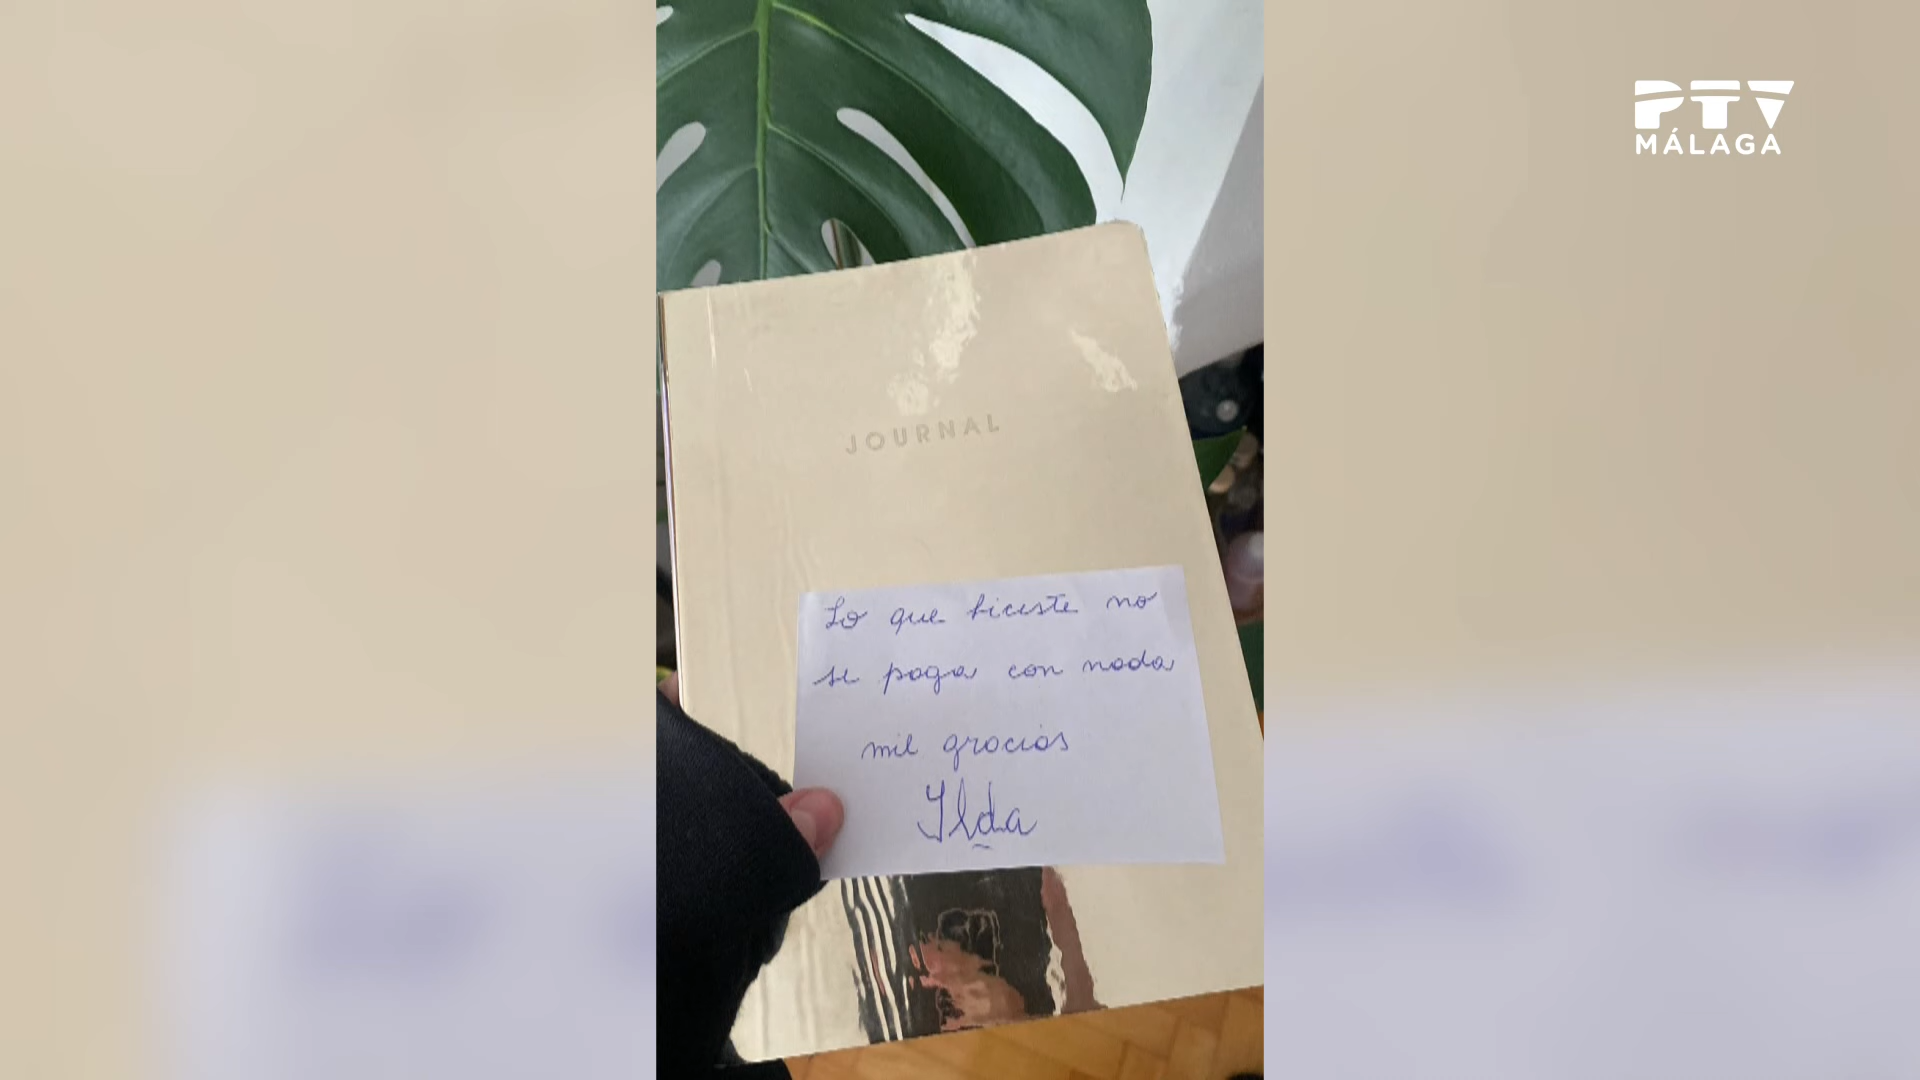 PTV
MÁLAGA
JOURNAL
Lo que hiciste no
se paga con nada
mil gracias
Ilda